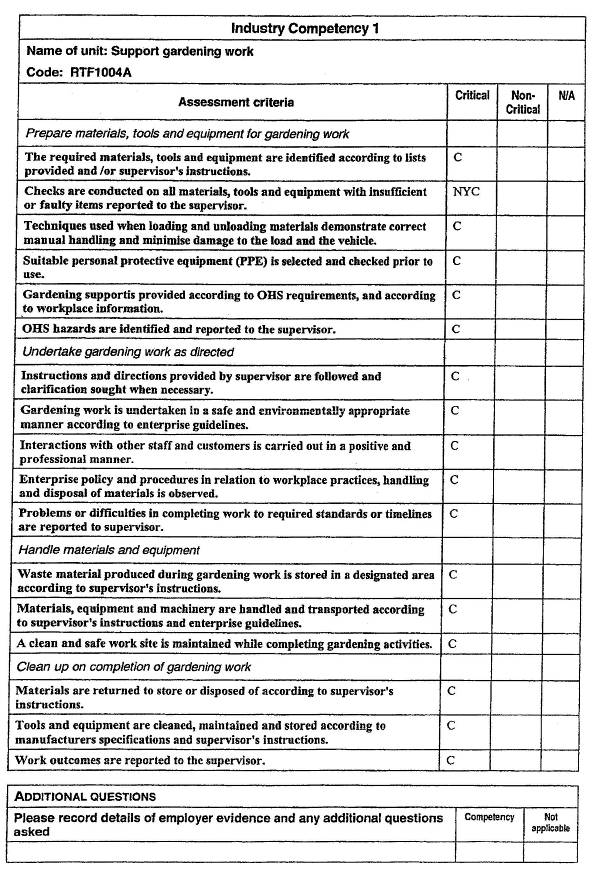 Industry Competency 1
Name of unit: Support gardening work
Code: RTF1004A
Assessment criteria
Critical
Non-
Critical
N/A
Prepare materials, tools and equipment for gardening work
The required materials, tools and equipment are identified according to lists
provided and /or supervisor's instructions.
C
Checks are conducted on all materials, tools and equipment with insufficient
or faulty items reported to the supervisor.
NYC
Techniques used when loading and unloading materials demonstrate correct
manual handling and minimise damage to the load and the vehicle.
C
Suitable personal protective equipment (PPE) is selected and checked prior to
use.
C
Gardening supportis provided according to OHS requirements, and according
to workplace information.
C
OHS hazards are identified and reported to the supervisor.
C
Undertake gardening work as directed
Instructions and directions provided by supervisor are followed and
clarification sought when necessary.
C
Gardening work is undertaken in a safe and environmentally appropriate
manner according to enterprise guidelines.
C
Interactions with other staff and customers is carried out in a positive and
professional manner.
C
Enterprise policy and procedures in relation to workplace practices, handling
and disposal of materials is observed.
C
Problems or difficulties in completing work to required standards or timelines
are reported to supervisor.
C
Handle materials and equipment
Waste material produced during gardening work is stored in a designated area
according to supervisor's instructions.
C
Materials, equipment and machinery are handled and transported according
to supervisor's instructions and enterprise guidelines.
C
A clean and safe work site is maintained while completing gardening activities.
C
Clean up on completion of gardening work
Materials are returned to store or disposed of according to supervisor's
instructions.
C
Tools and equipment are cleaned, maintained and stored according to
manufacturers specifications and supervisor's instructions.
C
Work outcomes are reported to the supervisor.
C
ADDITIONAL QUESTIONS
Please record details of employer evidence and any additional questions
asked
Competency
Not
applicable